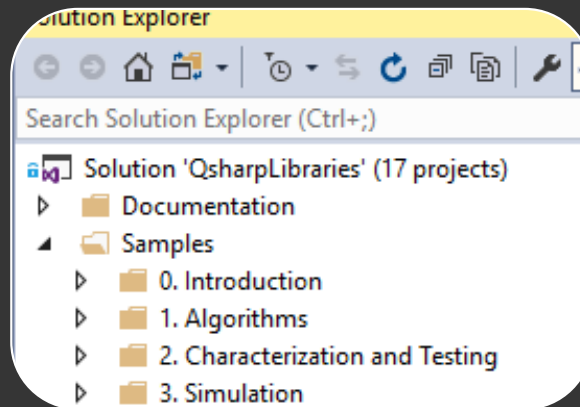 Solution Explorer
Search Solution Explorer (Ctrl+;)
Solution 'QsharpLibraries' (17 projects)
Documentation
Samples
0. Introduction
1. Algorithms
2. Characterization and Testing
3. Simulation